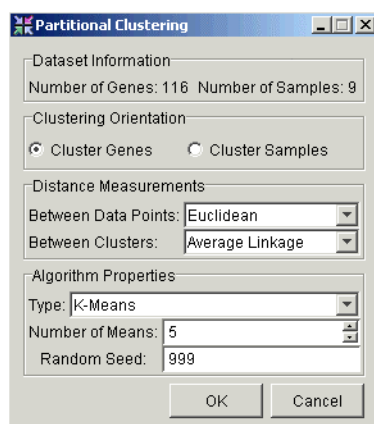 Partitional Clustering
Dataset Information
Number of Genes: 116 Number of Samples: 9
Clustering Orientation
Cluster Genes Cluster Samples
Distance Measurements
Between Data Points: Euclidean
Between Clusters: Average Linkage
Algorithm Properties
Type: K-Means
Number of Means: 5
Random Seed: 999
OK Cancel